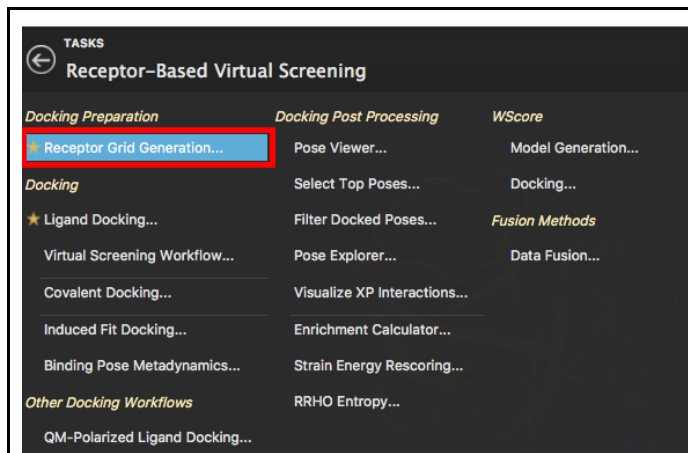 TASKS
Receptor-Based Virtual Screening
Docking Preparation
Receptor Grid Generation...
Docking
Ligand Docking...
Virtual Screening Workflow...
Covalent Docking...
Induced Fit Docking...
Binding Pose Metadynamics...
Other Docking Workflows
QM-Polarized Ligand Docking...
Docking Post Processing
Pose Viewer...
Select Top Poses...
Filter Docked Poses...
Pose Explorer...
Visualize XP Interactions...
Enrichment Calculator...
Strain Energy Rescoring...
RRHO Entropy...
WScore
Model Generation...
Docking...
Fusion Methods
Data Fusion...